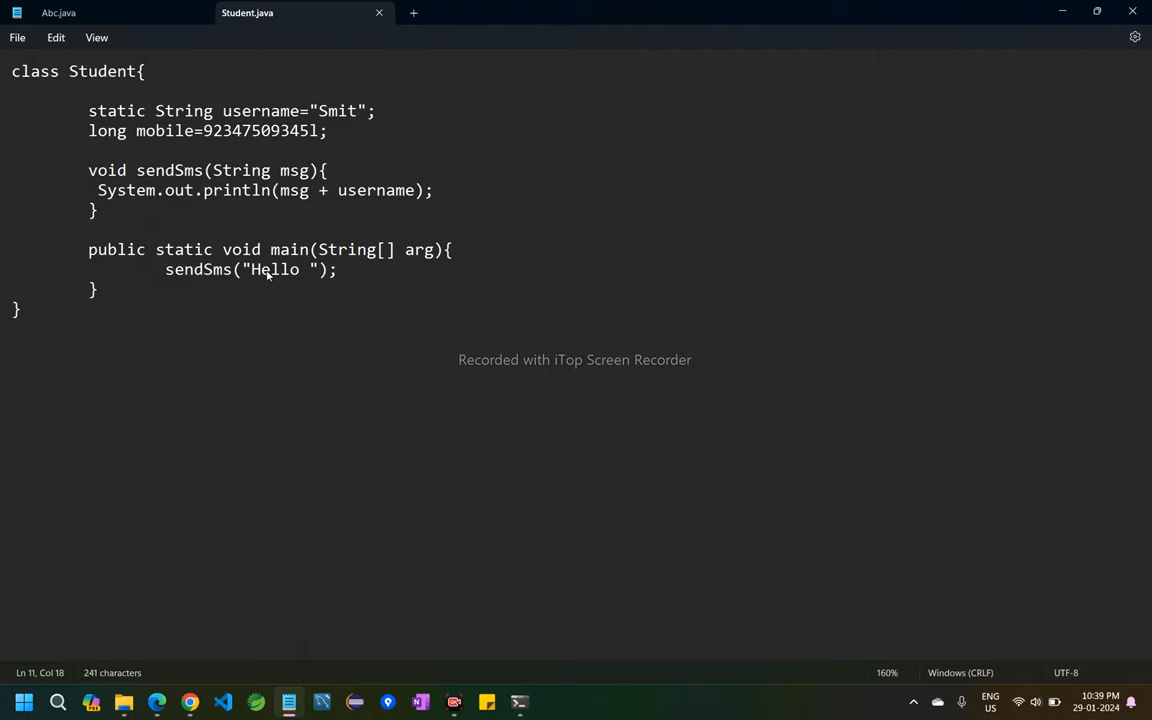 Abc.java
Student.java
File Edit View
class Student{
static String username="Smit";
long mobile=92347509345l;
void sendSms(String msg){
System.out.println(msg + username);
}
public static void main(String[] arg){
sendSms("Hello ");
}
}
Recorded with iTop Screen Recorder
Ln 11, Col 18 241 characters 160% Windows (CRLF) UTF-8
ENG US 10:39 PM 29-01-2024